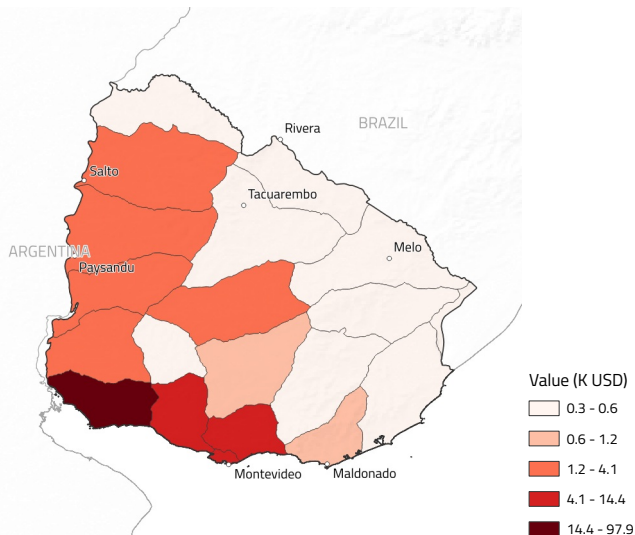 Rivera
BRAZIL
Salto
Tacuarembo
Melo
ARGENTINA
Paysandu
Montevideo
Maldonado
Value (K USD)
0.3 - 0.6
0.6 - 1.2
1.2 - 4.1
4.1 - 14.4
14.4 - 97.9